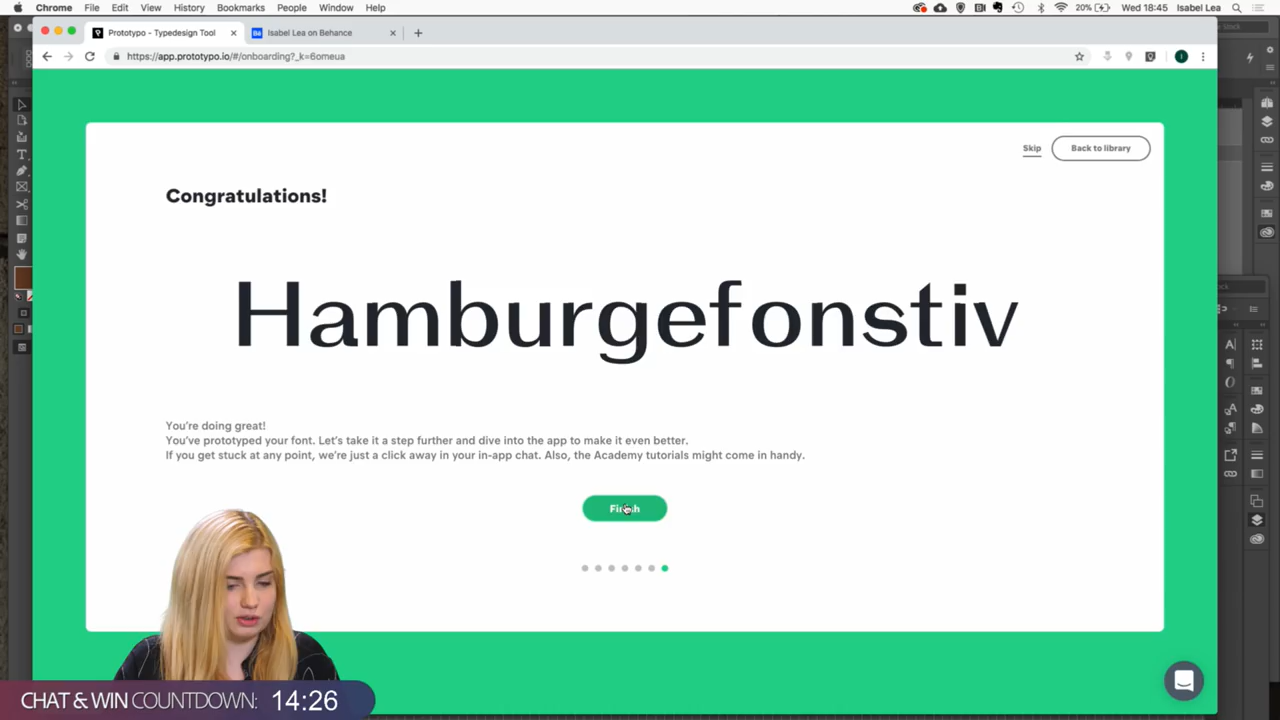 Chrome File Edit View History Bookmarks People Window Help
20% Wed 18:45 Isabel Lea
Prototypo - Typedesign Tool
Isabel Lea on Behance
https://app.prototypo.io/#/onboarding?_k=6omeua
Skip
Back to library
Congratulations!
Hamburgefonstiv
You're doing great!
You've prototyped your font. Let's take it a step further and dive into the app to make it even better.
If you get stuck at any point, we're just a click away in your in-app chat. Also, the Academy tutorials might come in handy.
Finish
CHAT & WIN COUNTDOWN: 14:26